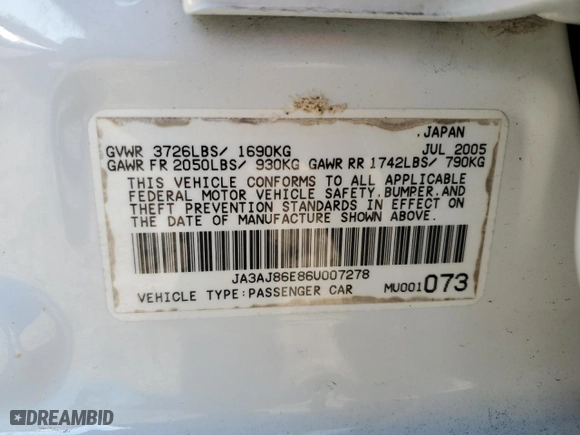 .JAPAN
GVWR 3726LBS/ 1690KG JUL 2005
GAWR FR 2050LBS/ 930KG GAWR RR 1742LBS/ 790KG
THIS VEHICLE CONFORMS TO ALL APPLICABLE
FEDERAL MOTOR VEHICLE SAFETY,BUMPER,AND
THEFT PREVENTION STANDARDS IN EFFECT ON
THE DATE OF MANUFACTURE SHOWN ABOVE.
JA3AJ86E86U007278
VEHICLE TYPE:PASSENGER CAR MU001073
DREAMBID